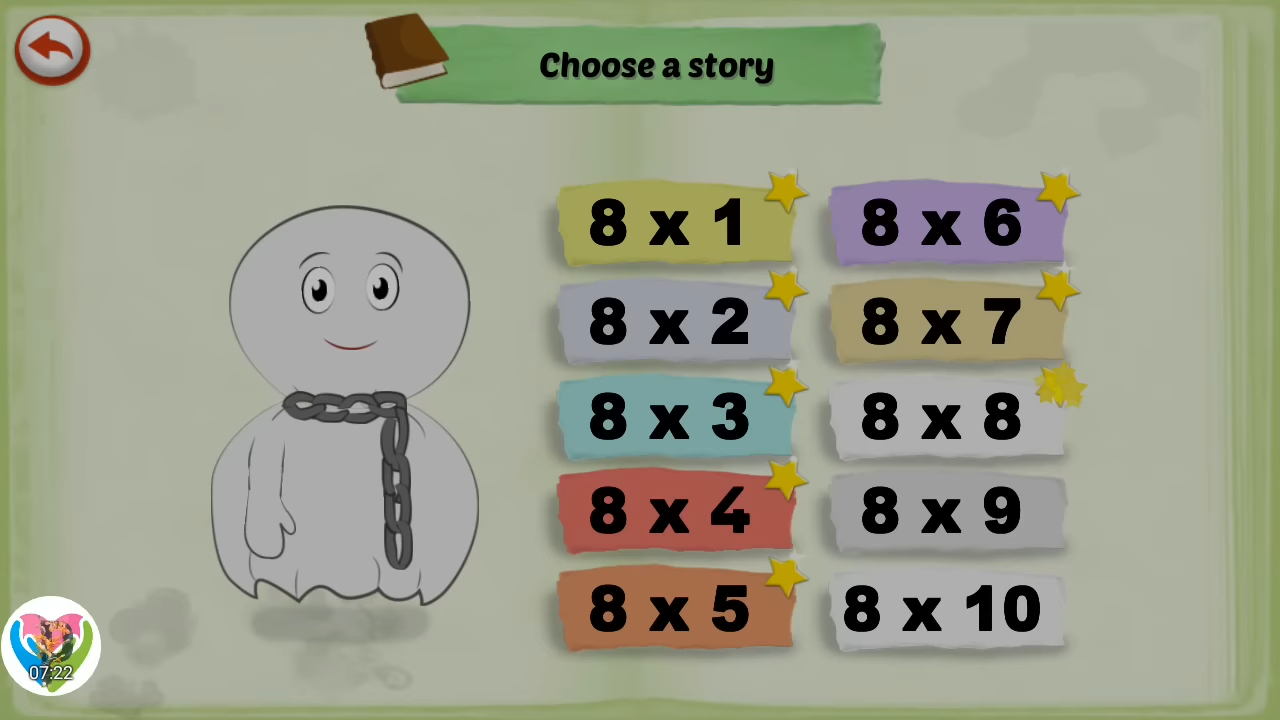 Choose a story
8 x 1
8 x 2
8 x 3
8 x 4
8 x 5
8 x 6
8 x 7
8 x 8
8 x 9
8 x 10
07:22